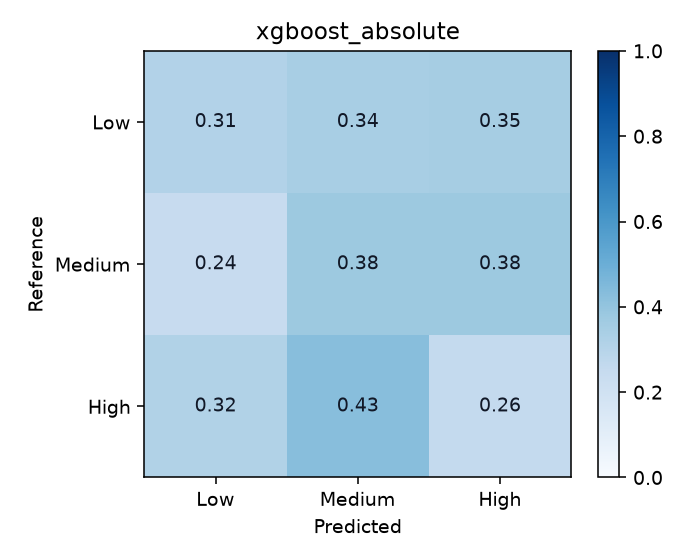 xgboost_absolute
1.0
Low 0.31 0.34 0.35
0.8
0.6
Reference
Medium 0.24 0.38 0.38
0.4
High 0.32 0.43 0.26
0.2
0.0
Low Medium High
Predicted